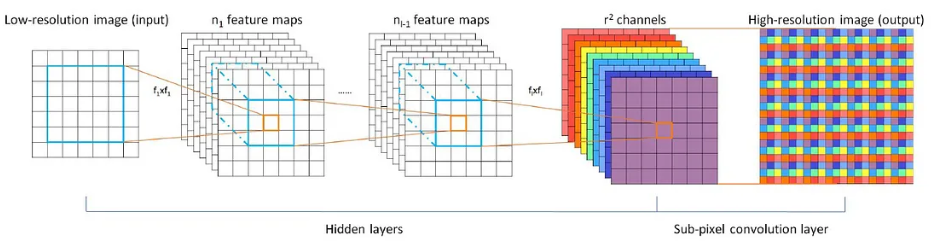 Low-resolution image (input)
n₁ feature maps
nₗ₋₁ feature maps
r² channels
High-resolution image (output)
f₁xf₁
......
fₗxfₗ
Hidden layers
Sub-pixel convolution layer